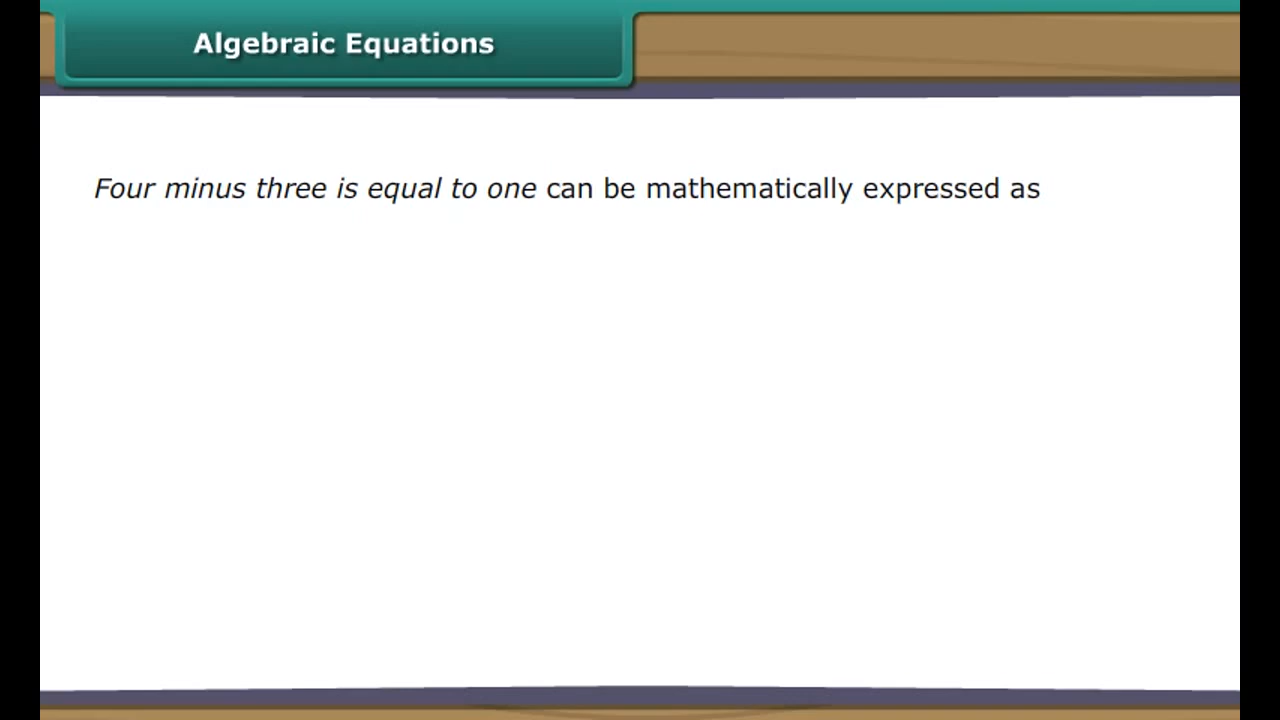 Algebraic Equations
Four minus three is equal to one can be mathematically expressed as